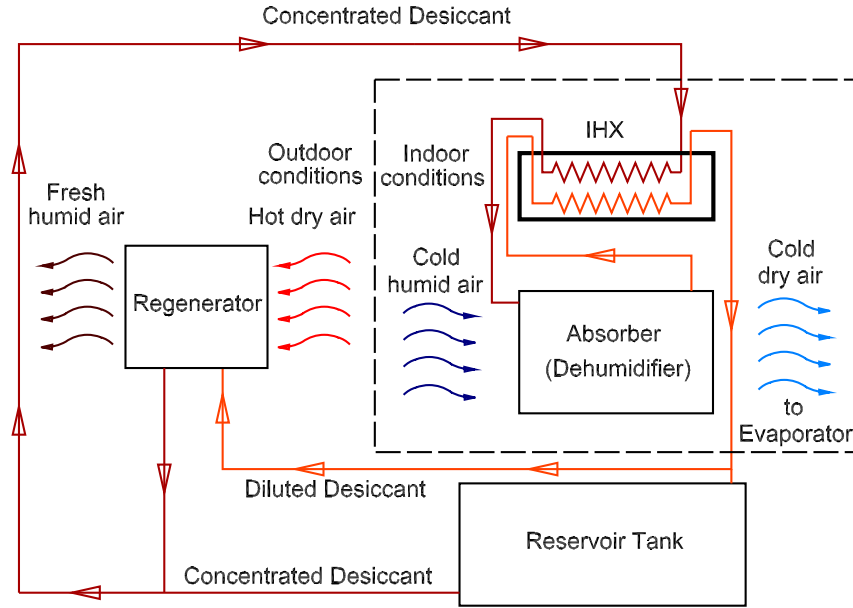 Concentrated Desiccant
IHX
Outdoor
conditions
Indoor
conditions
Fresh
humid air
Hot dry air
Cold
humid air
Cold
dry air
Regenerator
Absorber
(Dehumidifier)
to
Evaporator
Diluted Desiccant
Reservoir Tank
Concentrated Desiccant